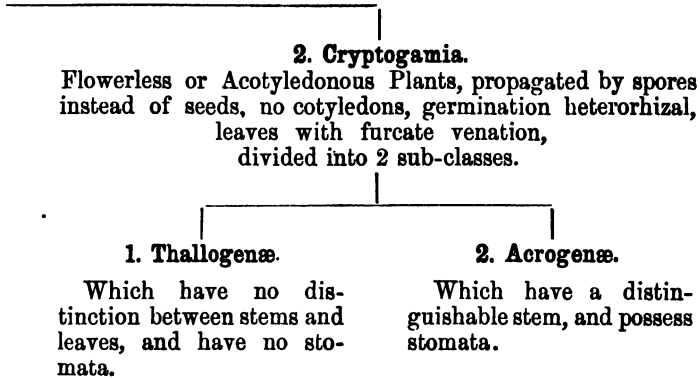 2. Cryptogamia.
Flowerless or Acotyledonous Plants, propagated by spores
instead of seeds, no cotyledons, germination heterorhizal,
leaves with furcate venation,
divided into 2 sub-classes.
1. Thallogenæ.
Which have no dis-
tinction between stems and
leaves, and have no sto-
mata.
2. Acrogenæ.
Which have a distin-
guishable stem, and possess
stomata.